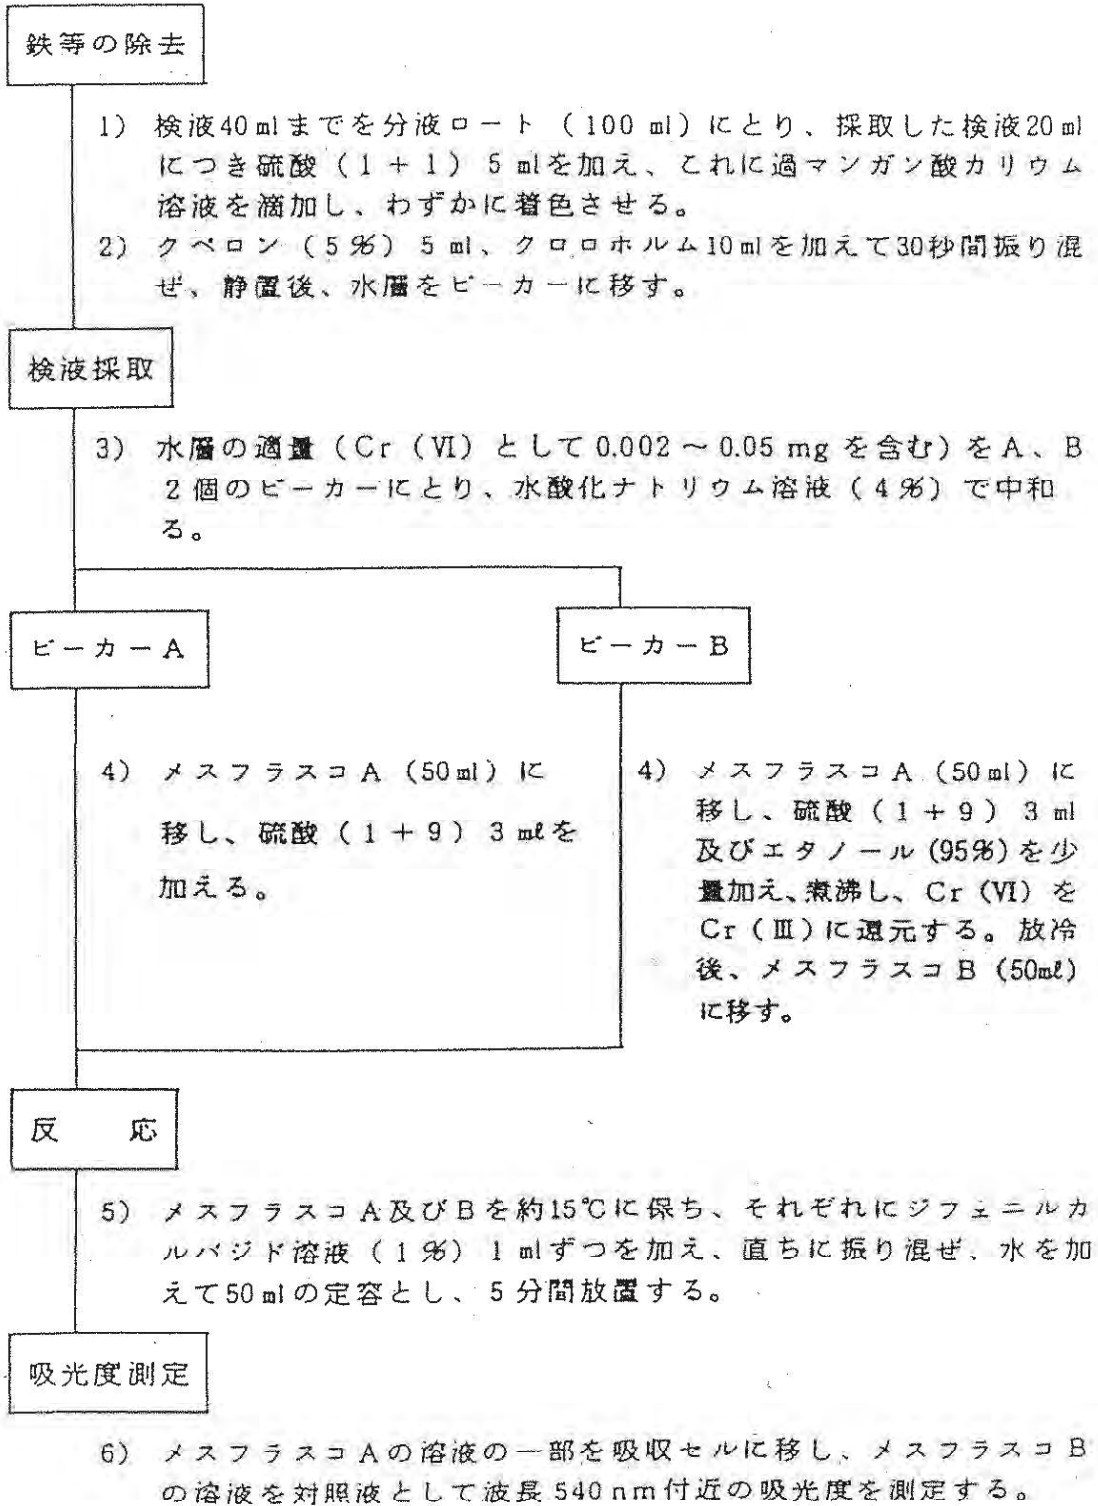 鉄等の除去
1) 検液40mlまでを分液ロート(100 ml)にとり、採取した検液20ml
につき硫酸(1+1) 5 mlを加え、これに過マンガン酸カリウム
溶液を滴加し、わずかに着色させる。
2) クペロン(5%) 5 ml、クロロホルム10mlを加えて30秒間振り混
ぜ、静置後、水層をビーカーに移す。
検液採取
3) 水層の適量(Cr(Ⅵ)として 0.002 ~ 0.05 mg を含む)をA、B
2個のビーカーにとり、水酸化ナトリウム溶液(4%)で中和
る。
ビーカーA
ビーカーB
4) メスフラスコA(50ml)に
移し、硫酸(1+9) 3 mℓを
加える。
4) メスフラスコA(50ml)に
移し、硫酸(1+9) 3 ml
及びエタノール(95%)を少
量加え、煮沸し、Cr(Ⅵ)を
Cr(Ⅲ)に還元する。放冷
後、メスフラスコB(50mℓ)
に移す。
反 応
5) メスフラスコA及びBを約15℃に保ち、それぞれにジフェニルカ
ルバジド溶液(1%) 1 mlずつを加え、直ちに振り混ぜ、水を加
えて50mlの定容とし、5分間放置する。
吸光度測定
6) メスフラスコAの溶液の一部を吸収セルに移し、メスフラスコB
の溶液を対照液として波長 540 nm付近の吸光度を測定する。